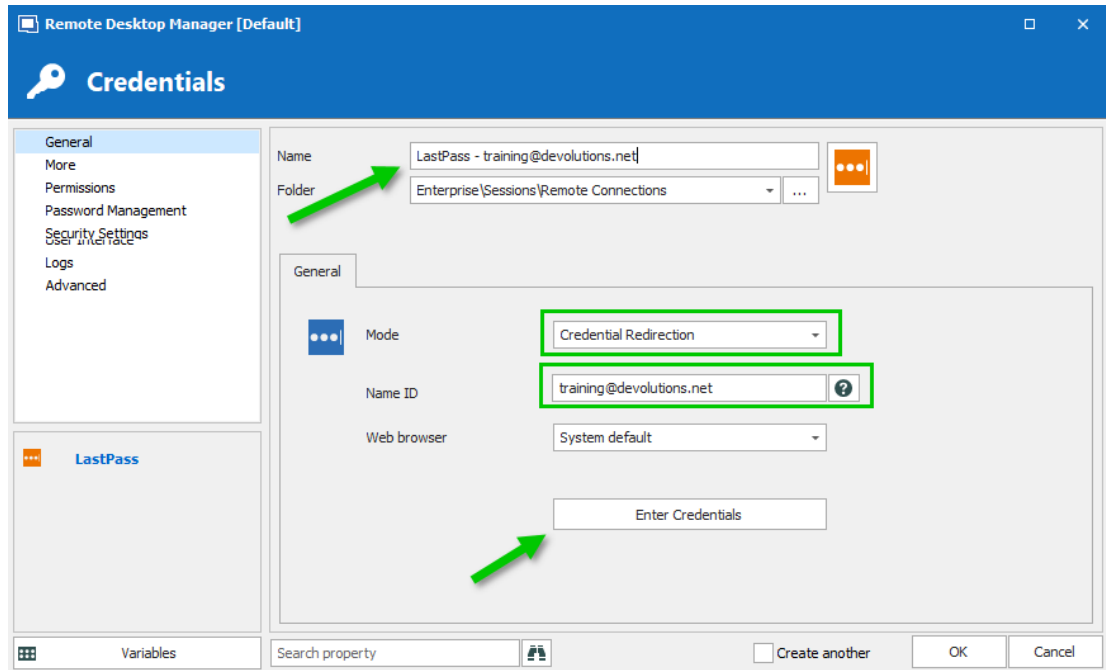 Remote Desktop Manager [Default]
Credentials
General
More
Permissions
Password Management
Security Settings
User Interface
Logs
Advanced
LastPass
Variables
Name
LastPass - training@devolutions.net
Folder
Enterprise\Sessions\Remote Connections
...
General
Mode
Credential Redirection
Name ID
training@devolutions.net
?
Web browser
System default
Enter Credentials
Search property
Create another
OK
Cancel